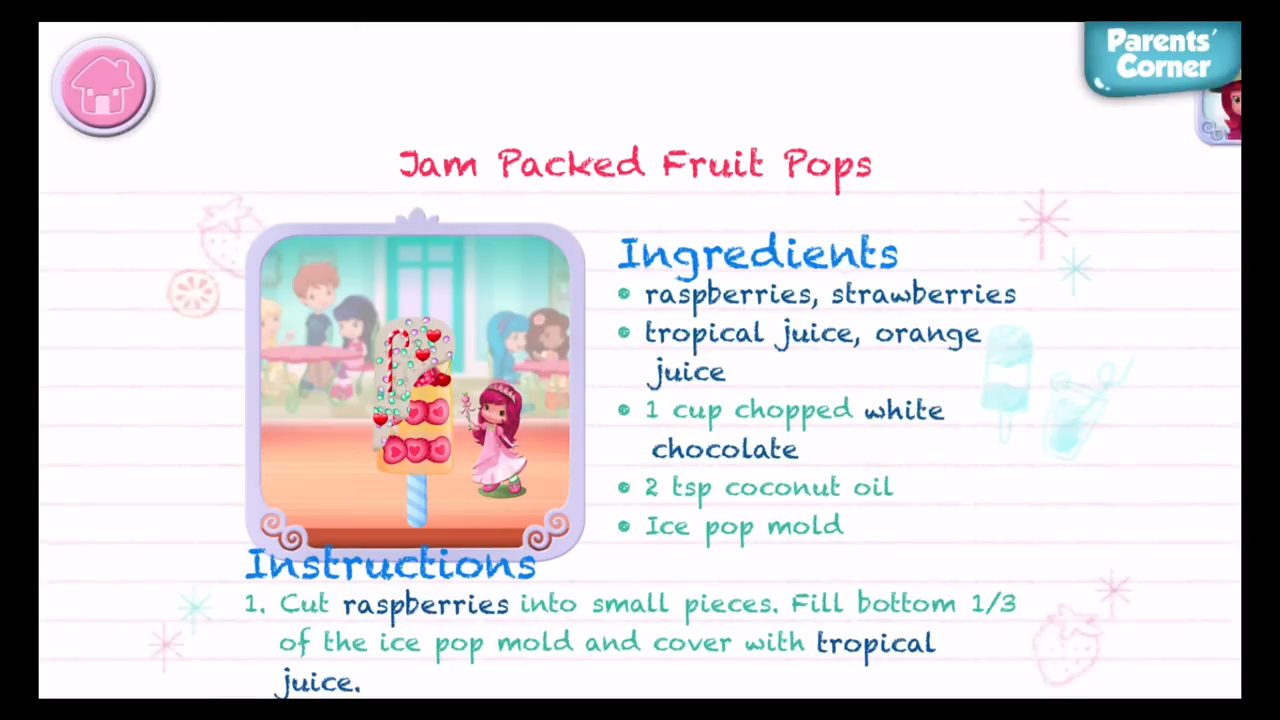 Parents'
Corner
Jam Packed Fruit Pops
Ingredients
• raspberries, strawberries
• tropical juice, orange
juice
• 1 cup chopped white
chocolate
• 2 tsp coconut oil
• Ice pop mold
Instructions
1. Cut raspberries into small pieces. Fill bottom 1/3
of the ice pop mold and cover with tropical
juice.